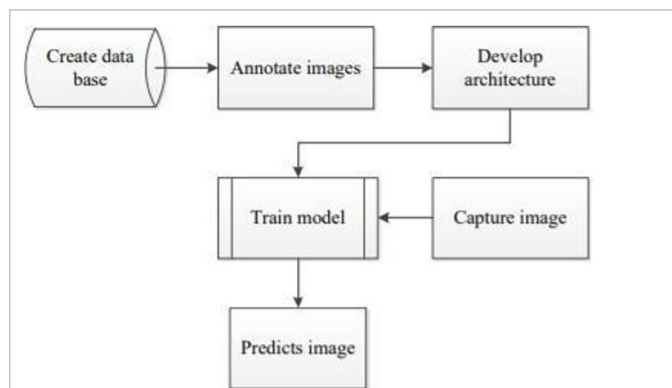 Create data
base
Annotate images
Develop
architecture
Train model
Capture image
Predicts image